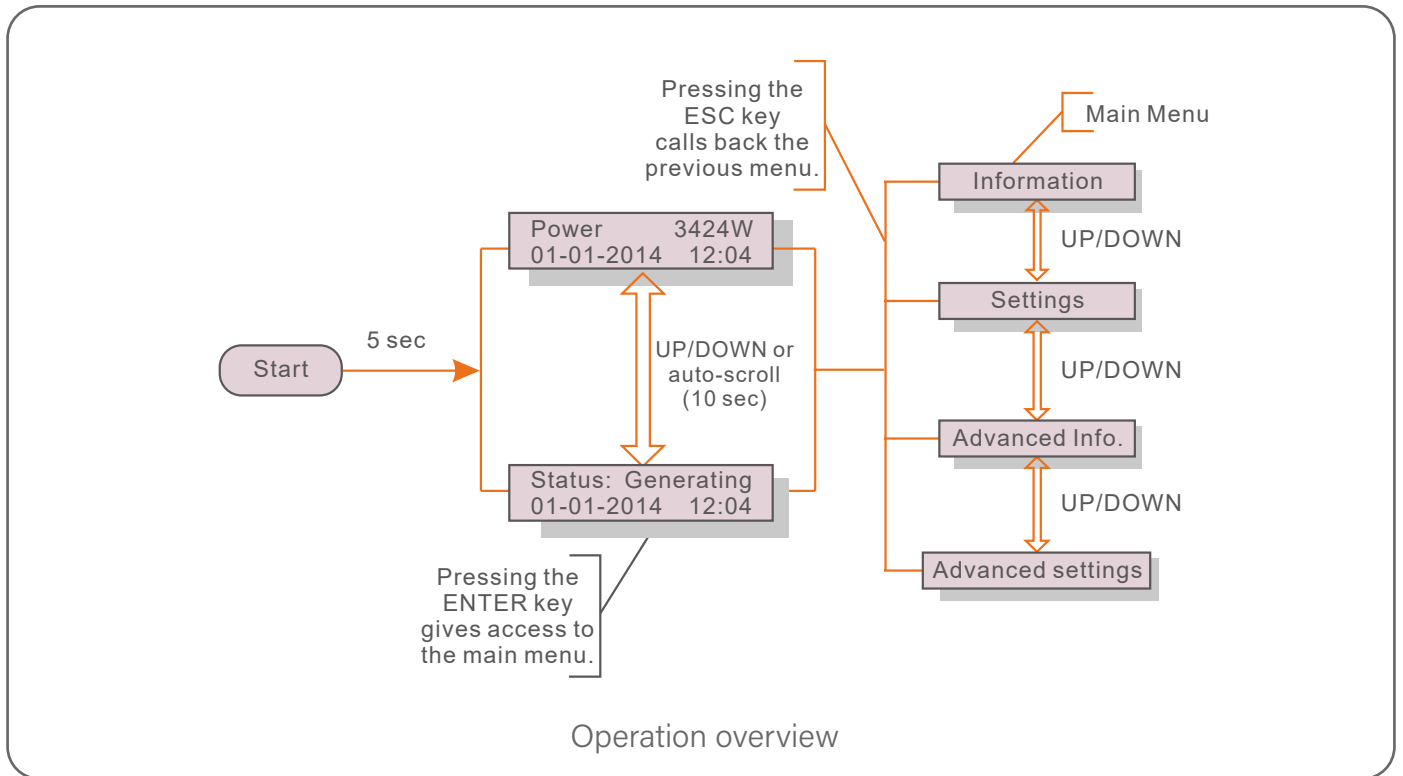 Pressing the
ESC key
calls back the
previous menu.
Main Menu
Information
UP/DOWN
Power 3424W
01-01-2014 12:04
Settings
5 sec
Start
UP/DOWN or
auto-scroll
(10 sec)
UP/DOWN
Advanced Info.
Status: Generating
01-01-2014 12:04
UP/DOWN
Advanced settings
Pressing the
ENTER key
gives access to
the main menu.
Operation overview